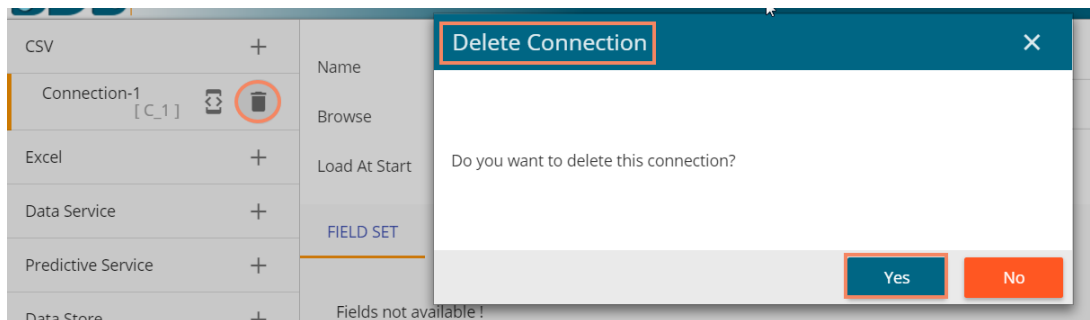 CSV
Connection-1
[ C_1 ]
Excel
Data Service
Predictive Service
Data Store
Name
Browse
Load At Start
FIELD SET
Fields not available !
Delete Connection
Do you want to delete this connection?
Yes
No